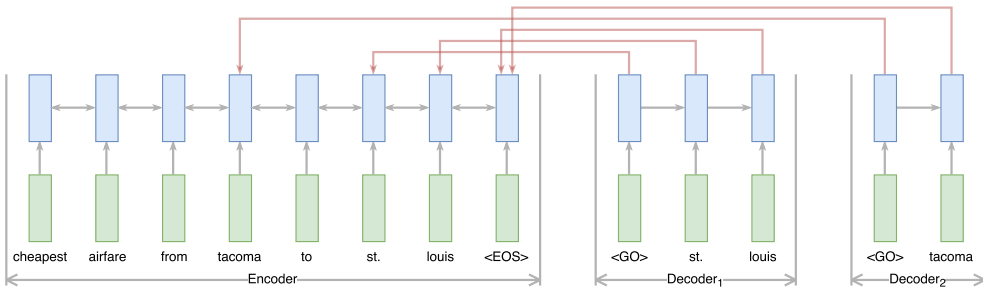 cheapest airfare from tacoma to st. louis <EOS> <GO> st. louis <GO> tacoma
Encoder Decoder1 Decoder2